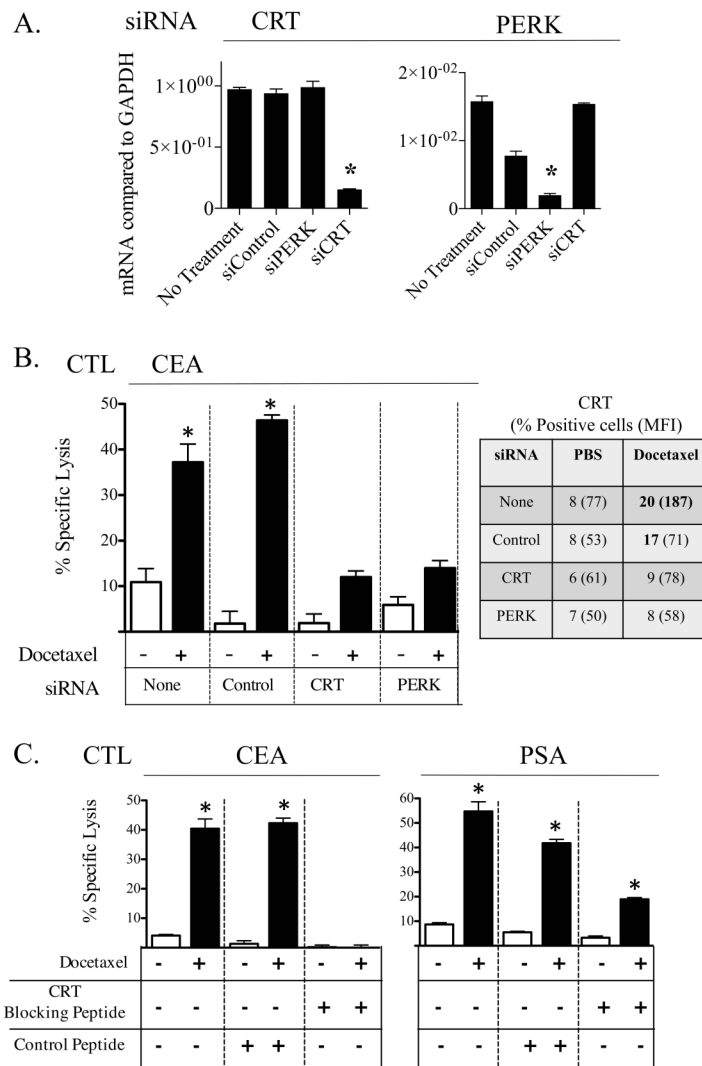 A.
siRNA CRT PERK
mRNA compared to GAPDH
1×10⁰⁰
5×10⁻⁰¹
0
*
No Treatment
siControl
siPERK
siCRT
2×10⁻⁰²
1×10⁻⁰²
0
*
No Treatment
siControl
siPERK
siCRT
B. CTL CEA
% Specific Lysis
50
40
30
20
10
* *
Docetaxel - + - + - + - +
siRNA None Control CRT PERK
CRT
(% Positive cells (MFI)
siRNA PBS Docetaxel
None 8 (77) 20 (187)
Control 8 (53) 17 (71)
CRT 6 (61) 9 (78)
PERK 7 (50) 8 (58)
C. CTL CEA PSA
% Specific Lysis
50
40
30
20
10
* *
60
50
40
30
20
10
* * *
Docetaxel - + - + - + - + - + - +
CRT
Blocking Peptide - - - - + + - - - - + +
Control Peptide - - + + - - - - + + - -